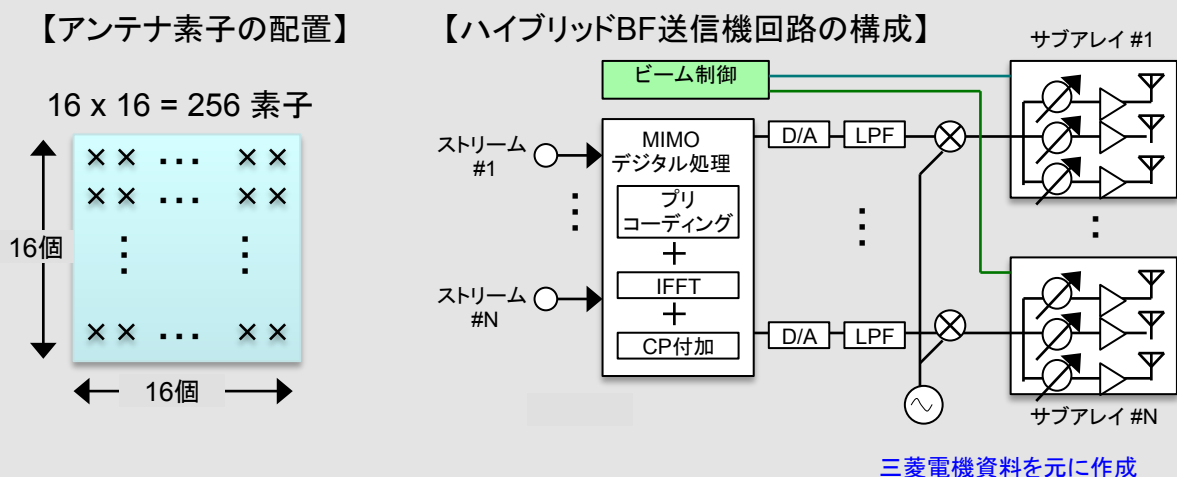 【アンテナ素子の配置】
16 x 16 = 256 素子
16個
16個
【ハイブリッドBF送信機回路の構成】
ビーム制御
サブアレイ #1
ストリーム
#1
MIMO
デジタル処理
プリ
コーディング
+
IFFT
+
CP付加
D/A
LPF
ストリーム
#N
D/A
LPF
サブアレイ #N
三菱電機資料を元に作成